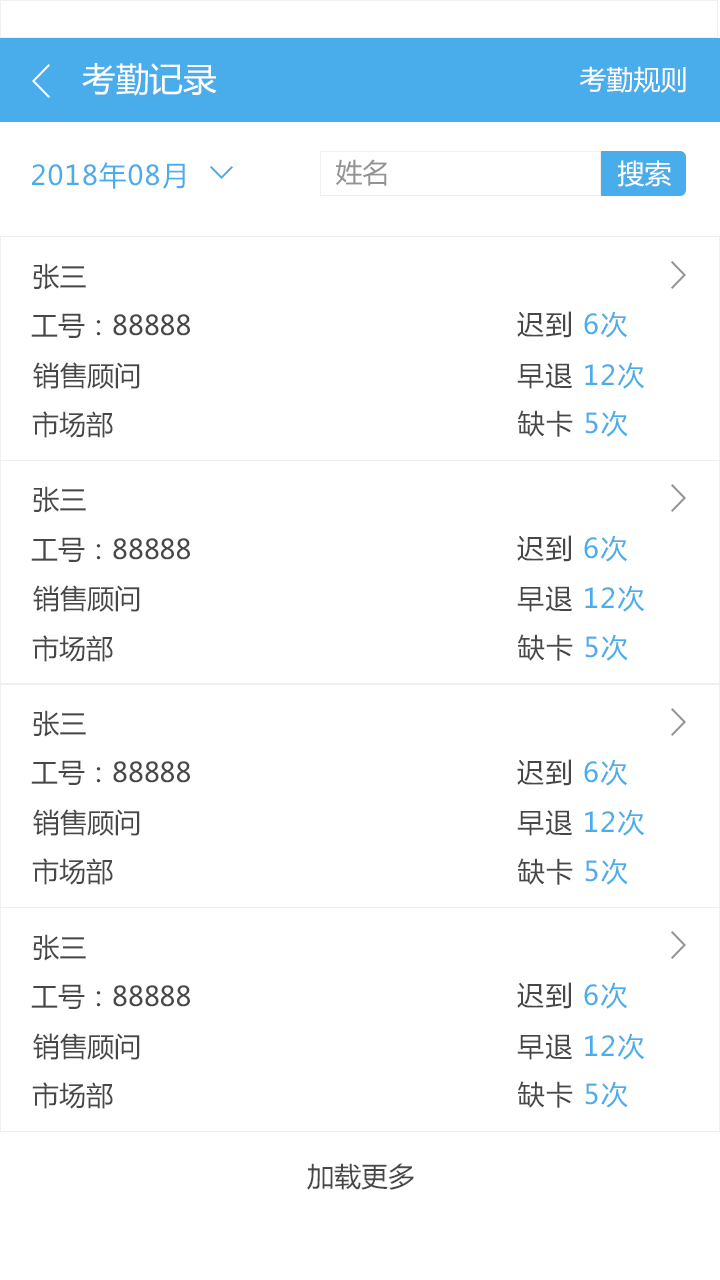 考勤记录 考勤规则
2018年08月 姓名 搜索
张三
工号：88888 迟到 6次
销售顾问 早退 12次
市场部 缺卡 5次
张三
工号：88888 迟到 6次
销售顾问 早退 12次
市场部 缺卡 5次
张三
工号：88888 迟到 6次
销售顾问 早退 12次
市场部 缺卡 5次
张三
工号：88888 迟到 6次
销售顾问 早退 12次
市场部 缺卡 5次
加载更多